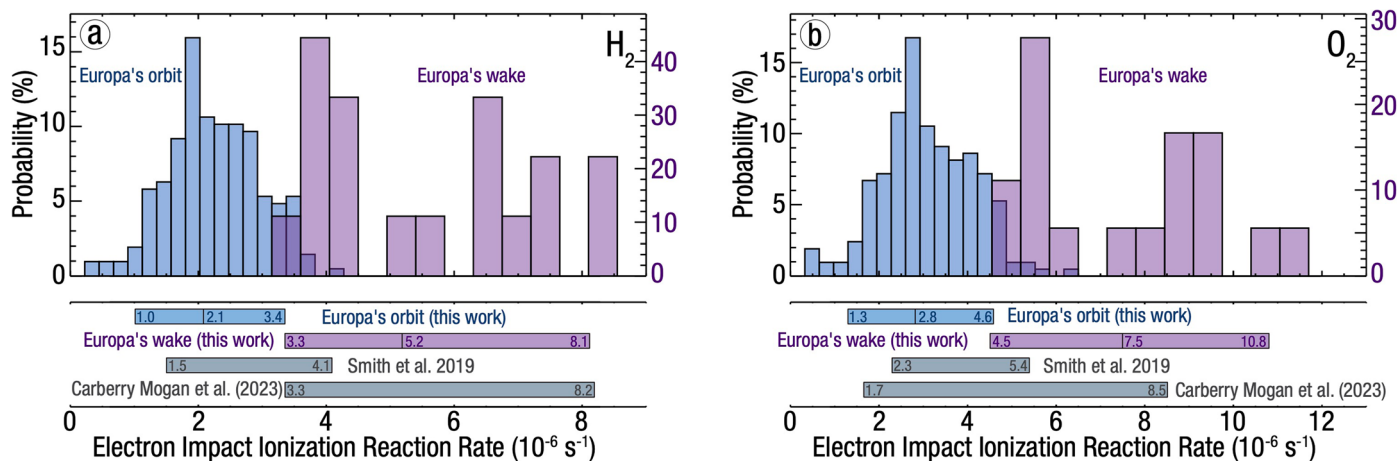 a
H2
Europa's orbit
Europa's wake
Probability (%)
15
10
5
0
40
30
20
10
0
1.0 2.1 3.4 Europa's orbit (this work)
Europa's wake (this work) 3.3 5.2 8.1
1.5 4.1 Smith et al. 2019
Carberry Mogan et al. (2023) 3.3 8.2
0 2 4 6 8
Electron Impact Ionization Reaction Rate (10⁻⁶ s⁻¹)
b
O2
Europa's orbit
Europa's wake
Probability (%)
15
10
5
0
30
20
10
0
1.3 2.8 4.6 Europa's orbit (this work)
Europa's wake (this work) 4.5 7.5 10.8
2.3 5.4 Smith et al. 2019
1.7 8.5 Carberry Mogan et al. (2023)
0 2 4 6 8 10 12
Electron Impact Ionization Reaction Rate (10⁻⁶ s⁻¹)